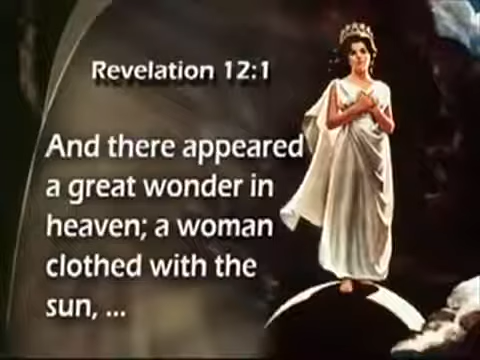 Revelation 12:1
And there appeared
a great wonder in
heaven; a woman
clothed with the
sun, ...